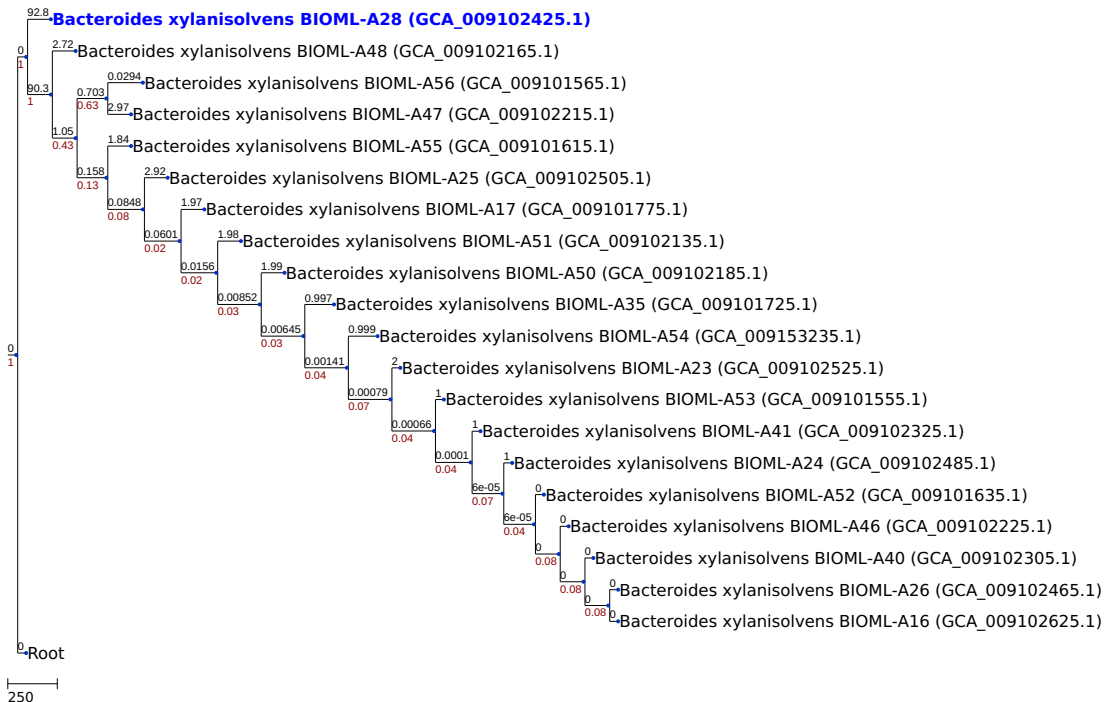 92.8 Bacteroides xylanisolvens BIOML-A28 (GCA_009102425.1)
0
1
2.72 Bacteroides xylanisolvens BIOML-A48 (GCA_009102165.1)
90.3
1
0.0294 Bacteroides xylanisolvens BIOML-A56 (GCA_009101565.1)
0.703
0.63
2.97 Bacteroides xylanisolvens BIOML-A47 (GCA_009102215.1)
1.05
0.43
1.84 Bacteroides xylanisolvens BIOML-A55 (GCA_009101615.1)
0.158
0.13
2.92 Bacteroides xylanisolvens BIOML-A25 (GCA_009102505.1)
0.0848
0.08
1.97 Bacteroides xylanisolvens BIOML-A17 (GCA_009101775.1)
0.0601
0.02
1.98 Bacteroides xylanisolvens BIOML-A51 (GCA_009102135.1)
0.0156
0.02
1.99 Bacteroides xylanisolvens BIOML-A50 (GCA_009102185.1)
0.00852
0.03
0.997 Bacteroides xylanisolvens BIOML-A35 (GCA_009101725.1)
0.00645
0.03
0.999 Bacteroides xylanisolvens BIOML-A54 (GCA_009153235.1)
0
1
0.00141
0.04
2 Bacteroides xylanisolvens BIOML-A23 (GCA_009102525.1)
0.00079
0.07
1 Bacteroides xylanisolvens BIOML-A53 (GCA_009101555.1)
0.00066
0.04
1 Bacteroides xylanisolvens BIOML-A41 (GCA_009102325.1)
0.0001
0.04
1 Bacteroides xylanisolvens BIOML-A24 (GCA_009102485.1)
6e-05
0.07
0 Bacteroides xylanisolvens BIOML-A52 (GCA_009101635.1)
6e-05
0.04
0 Bacteroides xylanisolvens BIOML-A46 (GCA_009102225.1)
0
0.08
0 Bacteroides xylanisolvens BIOML-A40 (GCA_009102305.1)
0
0.08
0 Bacteroides xylanisolvens BIOML-A26 (GCA_009102465.1)
0
0.08
0 Bacteroides xylanisolvens BIOML-A16 (GCA_009102625.1)
0 Root
250